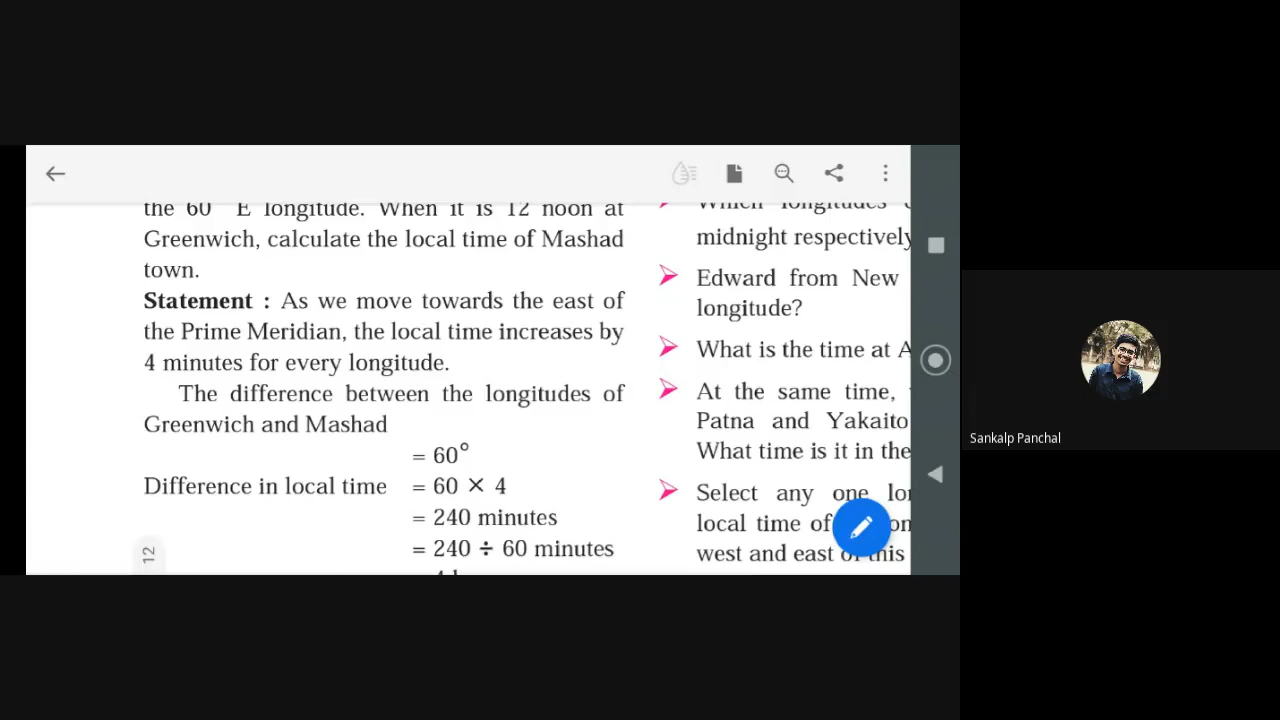 the 60 E longitude. When it is 12 noon at
Greenwich, calculate the local time of Mashad
town.
Statement : As we move towards the east of
the Prime Meridian, the local time increases by
4 minutes for every longitude.
The difference between the longitudes of
Greenwich and Mashad
= 60°
Difference in local time = 60 × 4
= 240 minutes
= 240 ÷ 60 minutes
12
Which longitudes
midnight respectively
Edward from New
longitude?
What is the time at A
At the same time,
Patna and Yakaito
What time is it in the
Select any one
local time of
west and east of this
Sankalp Panchal